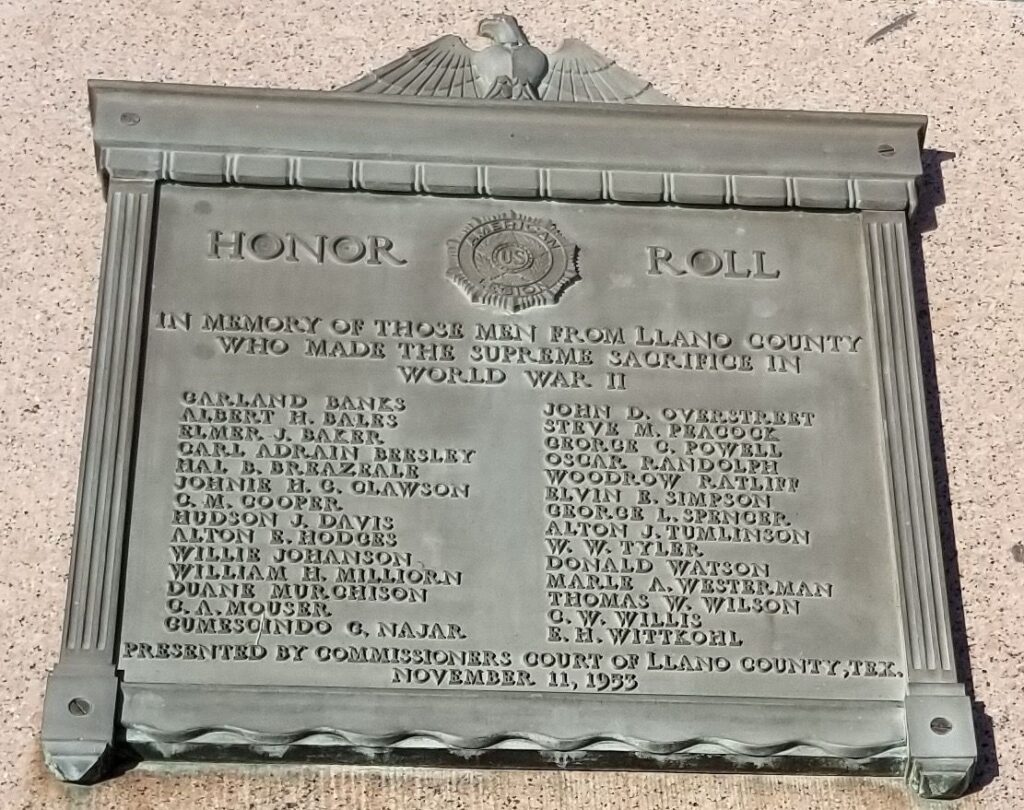 HONOR ROLL
AMERICAN
US
LEGION
IN MEMORY OF THOSE MEN FROM LLANO COUNTY
WHO MADE THE SUPREME SACRIFICE IN
WORLD WAR II
GARLAND BANKS
ALBERT H. BALES
ELMER J. BAKER
CARL ADRAIN BEESLEY
HAL B. BREAZEALE
JOHNIE H. C. CLAWSON
C. M. COOPER
HUDSON J. DAVIS
ALTON E. HODGES
WILLIE JOHANSON
WILLIAM H. MILLIORN
DUANE MURCHISON
C. A. MOUSER
GUMESCINDO G. NAJAR
JOHN D. OVERSTREET
STEVE M. PEACOCK
GEORGE C. POWELL
OSCAR RANDOLPH
WOODROW RATLIFF
ELVIN E. SIMPSON
GEORGE L. SPENCER
ALTON J. TUMLINSON
W. W. TYLER
DONALD WATSON
MARLE A. WESTERMAN
THOMAS W. WILSON
C. W. WILLIS
E. H. WITTKOHL
PRESENTED BY COMMISSIONERS COURT OF LLANO COUNTY, TEX.
NOVEMBER 11, 1953